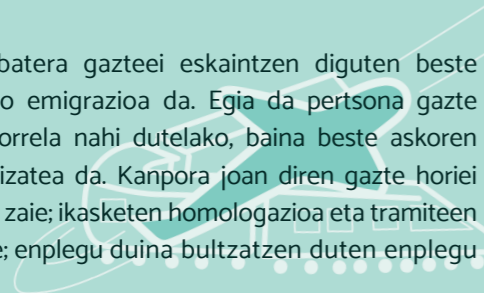 batera gazteei eskaintzen diguten beste
o emigrazioa da. Egia da pertsona gazte
orrela nahi dutelako, baina beste askoren
izatea da. Kanpora joan diren gazte horiei
zaie; ikasketen homologazioa eta tramiteen
e; enplegu duina bultzatzen duten enplegu